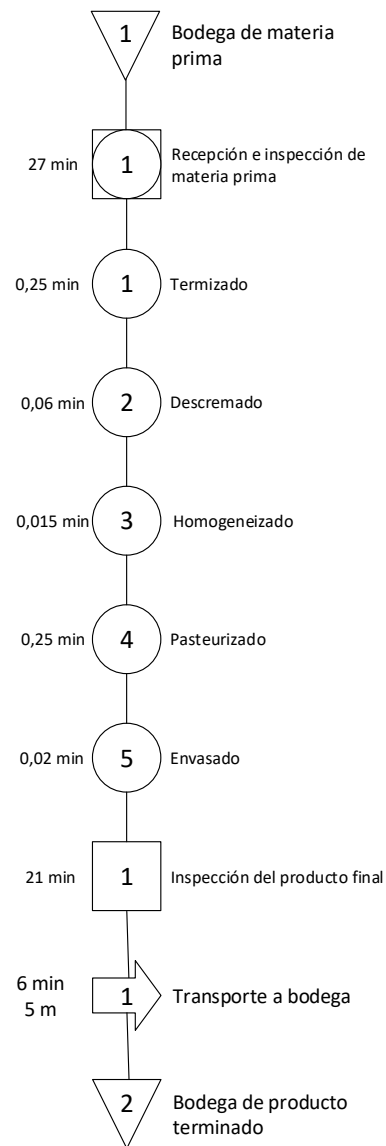 1
Bodega de materia
prima
27 min
1
Recepción e inspección de
materia prima
0,25 min
1
Termizado
0,06 min
2
Descremado
0,015 min
3
Homogeneizado
0,25 min
4
Pasteurizado
0,02 min
5
Envasado
21 min
1
Inspección del producto final
6 min
5 m
1
Transporte a bodega
2
Bodega de producto
terminado